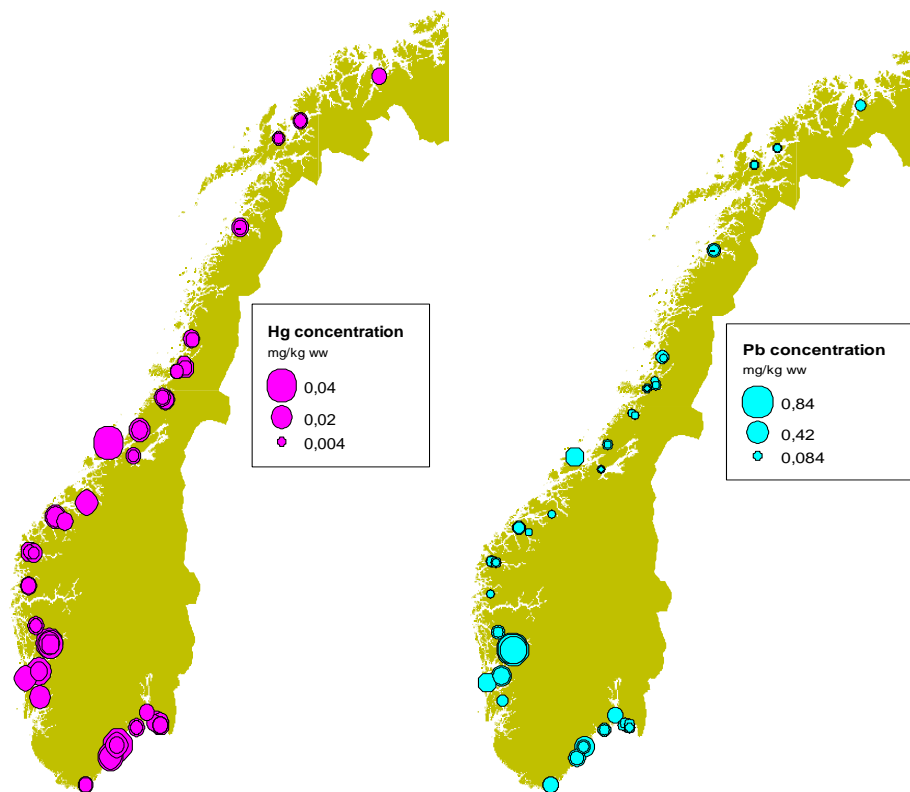 Hg concentration
mg/kg ww
0,04
0,02
0,004
Pb concentration
mg/kg ww
0,84
0,42
0,084